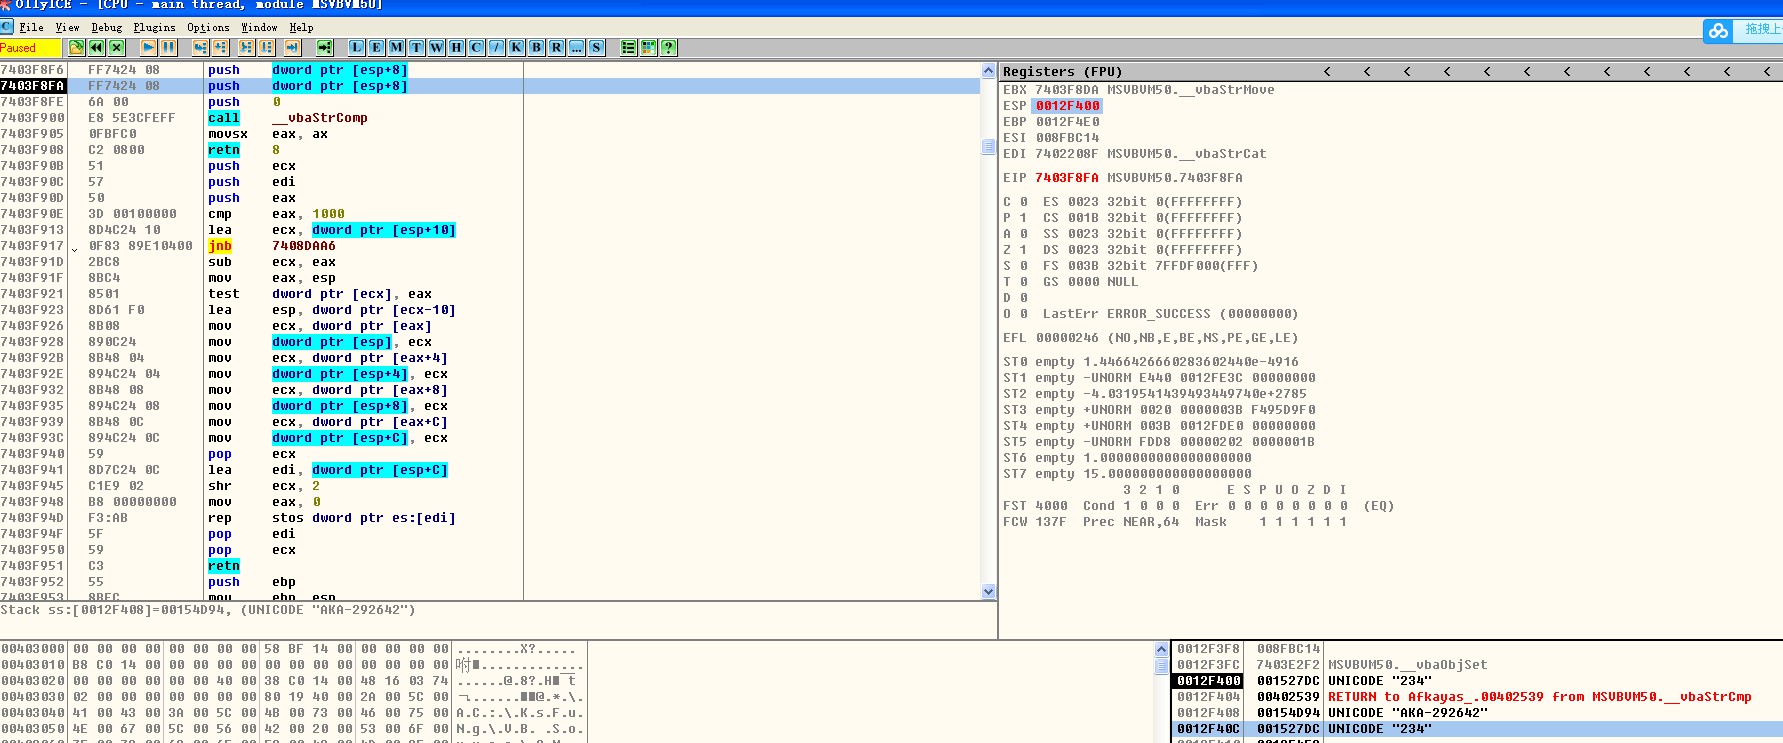 OllyICE - [CPU - main thread, module MSVBVM50]
File View Debug Plugins Options Window Help
Paused L E M T W H C / K B R ... S ?
拖拽上
7403F8F6 FF7424 08 push dword ptr [esp+8]
7403F8FA FF7424 08 push dword ptr [esp+8]
7403F8FE 6A 00 push 0
7403F900 E8 5E3CFEFF call __vbaStrComp
7403F905 0FBFC0 movsx eax, ax
7403F908 C2 0800 retn 8
7403F90B 51 push ecx
7403F90C 57 push edi
7403F90D 50 push eax
7403F90E 3D 00100000 cmp eax, 1000
7403F913 8D4C24 10 lea ecx, dword ptr [esp+10]
7403F917 0F83 89E10400 jnb 7408DAA6
7403F91D 2BC8 sub ecx, eax
7403F91F 8BC4 mov eax, esp
7403F921 8501 test dword ptr [ecx], eax
7403F923 8D61 F0 lea esp, dword ptr [ecx-10]
7403F926 8B08 mov ecx, dword ptr [eax]
7403F928 890C24 mov dword ptr [esp], ecx
7403F92B 8B48 04 mov ecx, dword ptr [eax+4]
7403F92E 894C24 04 mov dword ptr [esp+4], ecx
7403F932 8B48 08 mov ecx, dword ptr [eax+8]
7403F935 894C24 08 mov dword ptr [esp+8], ecx
7403F939 8B48 0C mov ecx, dword ptr [eax+C]
7403F93C 894C24 0C mov dword ptr [esp+C], ecx
7403F940 59 pop ecx
7403F941 8D7C24 0C lea edi, dword ptr [esp+C]
7403F945 C1E9 02 shr ecx, 2
7403F948 B8 00000000 mov eax, 0
7403F94D F3:AB rep stos dword ptr es:[edi]
7403F94F 5F pop edi
7403F950 59 pop ecx
7403F951 C3 retn
7403F952 55 push ebp
7403F953 8BEC mov ebp, esp
Stack ss:[0012F408]=00154D94, (UNICODE "AKA-292642")
Registers (FPU) < < < < < < < < < < < <
EBX 7403F8DA MSVBVM50.__vbaStrMove
ESP 0012F400
EBP 0012F4E0
ESI 008FBC14
EDI 7402208F MSVBVM50.__vbaStrCat
EIP 7403F8FA MSVBVM50.7403F8FA
C 0 ES 0023 32bit 0(FFFFFFFF)
P 1 CS 001B 32bit 0(FFFFFFFF)
A 0 SS 0023 32bit 0(FFFFFFFF)
Z 1 DS 0023 32bit 0(FFFFFFFF)
S 0 FS 003B 32bit 7FFDF000(FFF)
T 0 GS 0000 NULL
D 0
O 0 LastErr ERROR_SUCCESS (00000000)
EFL 00000246 (NO,NB,E,BE,NS,PE,GE,LE)
ST0 empty 1.4466426660283602440e-4916
ST1 empty -UNORM E440 0012FE3C 00000000
ST2 empty -4.0319541439493449740e+2785
ST3 empty +UNORM 0020 0000003B F495D9F0
ST4 empty +UNORM 003B 0012FDE0 00000000
ST5 empty -UNORM FDD8 00000202 0000001B
ST6 empty 1.0000000000000000000
ST7 empty 15.000000000000000000
3 2 1 0 E S P U O Z D I
FST 4000 Cond 1 0 0 0 Err 0 0 0 0 0 0 0 0 (EQ)
FCW 137F Prec NEAR,64 Mask 1 1 1 1 1 1
00403000 00 00 00 00 00 00 00 00 58 BF 14 00 00 00 00 00 ........X?.....
00403010 B8 C0 14 00 00 00 00 00 00 00 00 00 00 00 00 00
00403020 00 00 00 00 00 00 40 00 38 C0 14 00 48 16 03 74 ......@.8?.H
00403030 02 00 00 00 00 00 00 00 80 19 40 00 2A 00 5C 00
00403040 41 00 43 00 3A 00 5C 00 4B 00 73 00 46 00 75 00 A.C.:.\.K.s.F.u.
00403050 4E 00 67 00 5C 00 56 00 42 00 20 00 53 00 6F 00 N.g.\.V.B. .S.o.
0012F3F8 008FBC14
0012F3FC 7403E2F2 MSVBVM50.__vbaObjSet
0012F400 001527DC UNICODE "234"
0012F404 00402539 RETURN to Afkayas_.00402539 from MSVBVM50.__vbaStrCmp
0012F408 00154D94 UNICODE "AKA-292642"
0012F40C 001527DC UNICODE "234"